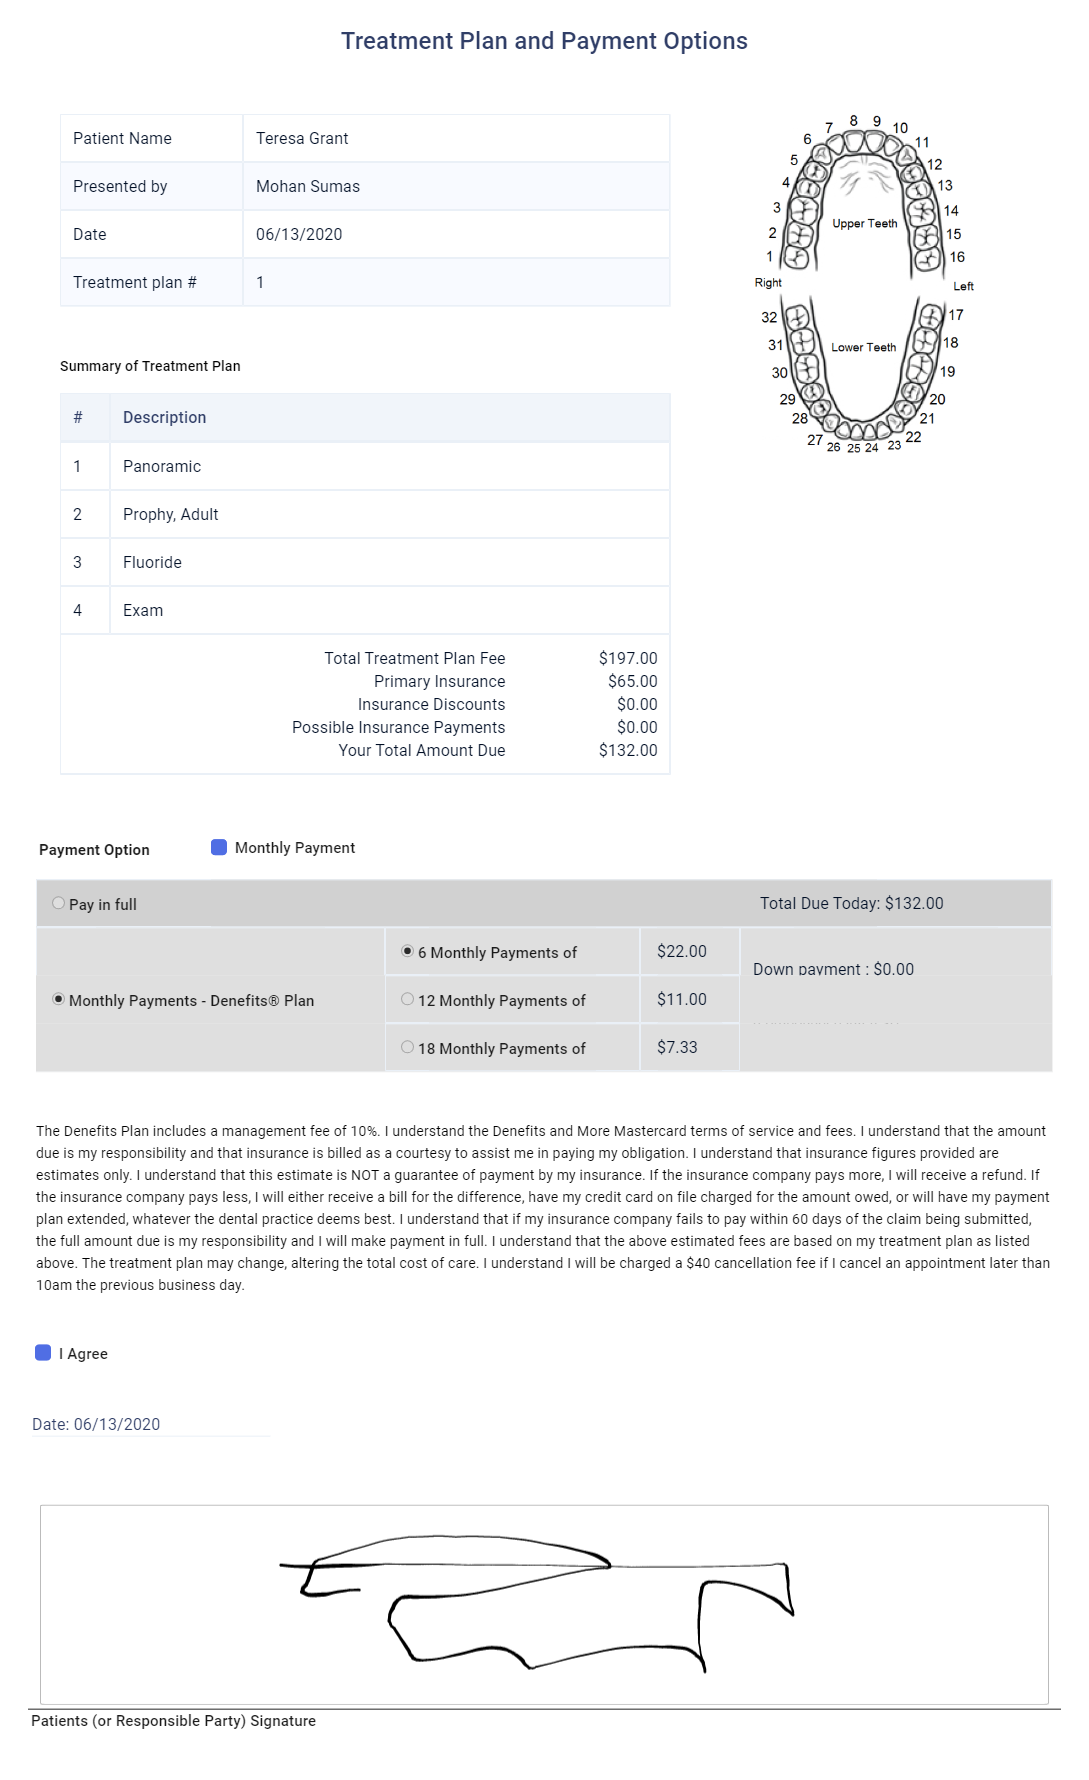 Treatment Plan and Payment Options
Patient Name Teresa Grant
Presented by Mohan Sumas
Date 06/13/2020
Treatment plan # 1
8 9
7 10
6 11
5 12
4 13
3 14
2 15
1 16
Upper Teeth
Right Left
32 17
31 18
Lower Teeth
30 19
29 20
28 21
27 22
26 25 24 23
Summary of Treatment Plan
# Description
1 Panoramic
2 Prophy, Adult
3 Fluoride
4 Exam
Total Treatment Plan Fee $197.00
Primary Insurance $65.00
Insurance Discounts $0.00
Possible Insurance Payments $0.00
Your Total Amount Due $132.00
Payment Option Monthly Payment
Pay in full Total Due Today: $132.00
6 Monthly Payments of $22.00
Down payment : $0.00
Monthly Payments - Denefits® Plan 12 Monthly Payments of $11.00
18 Monthly Payments of $7.33
The Denefits Plan includes a management fee of 10%. I understand the Denefits and More Mastercard terms of service and fees. I understand that the amount
due is my responsibility and that insurance is billed as a courtesy to assist me in paying my obligation. I understand that insurance figures provided are
estimates only. I understand that this estimate is NOT a guarantee of payment by my insurance. If the insurance company pays more, I will receive a refund. If
the insurance company pays less, I will either receive a bill for the difference, have my credit card on file charged for the amount owed, or will have my payment
plan extended, whatever the dental practice deems best. I understand that if my insurance company fails to pay within 60 days of the claim being submitted,
the full amount due is my responsibility and I will make payment in full. I understand that the above estimated fees are based on my treatment plan as listed
above. The treatment plan may change, altering the total cost of care. I understand I will be charged a $40 cancellation fee if I cancel an appointment later than
10am the previous business day.
I Agree
Date: 06/13/2020
Patients (or Responsible Party) Signature